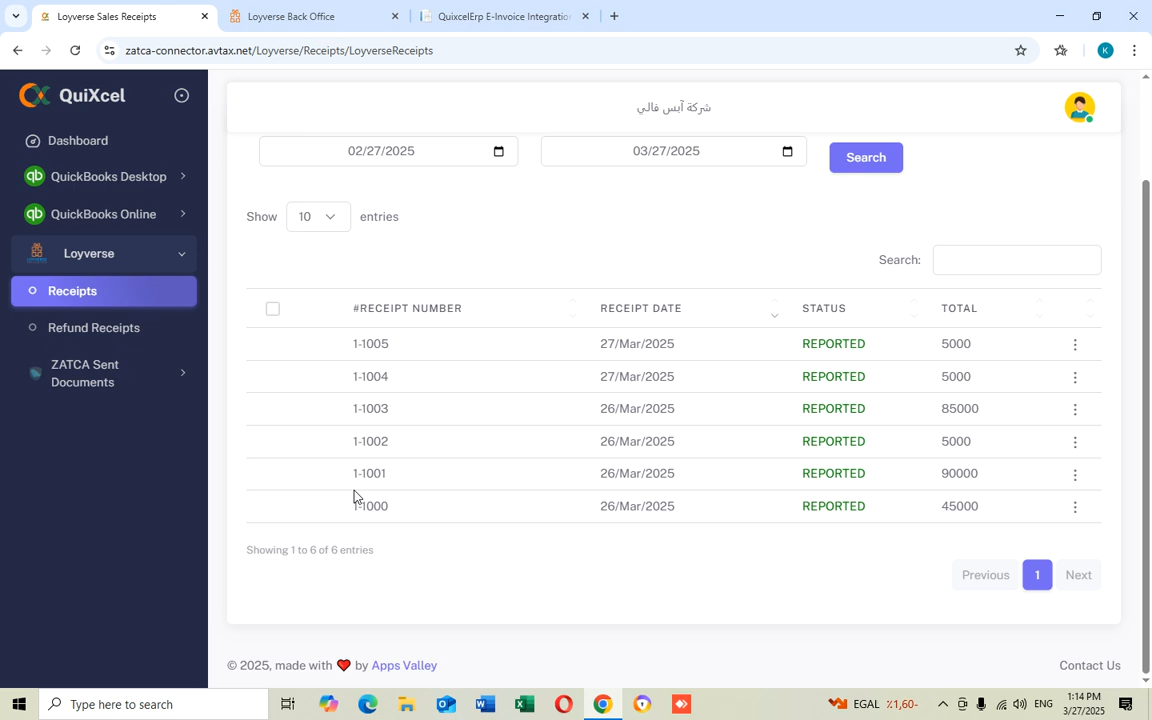 Loyverse Sales Receipts
Loyverse Back Office
QuixcelErp E-Invoice Integration
zatca-connector.avtax.net/Loyverse/Receipts/LoyverseReceipts
K
QuiXcel
Dashboard
QuickBooks Desktop
QuickBooks Online
Loyverse
Receipts
Refund Receipts
ZATCA Sent
Documents
شركة آبس فالي
02/27/2025 03/27/2025 Search
Show 10 entries
Search:
#RECEIPT NUMBER RECEIPT DATE STATUS TOTAL
1-1005 27/Mar/2025 REPORTED 5000
1-1004 27/Mar/2025 REPORTED 5000
1-1003 26/Mar/2025 REPORTED 85000
1-1002 26/Mar/2025 REPORTED 5000
1-1001 26/Mar/2025 REPORTED 90000
1-1000 26/Mar/2025 REPORTED 45000
Showing 1 to 6 of 6 entries
Previous 1 Next
© 2025, made with ❤ by Apps Valley Contact Us
Type here to search
EGAL ٪1,60- ENG
1:14 PM
3/27/2025